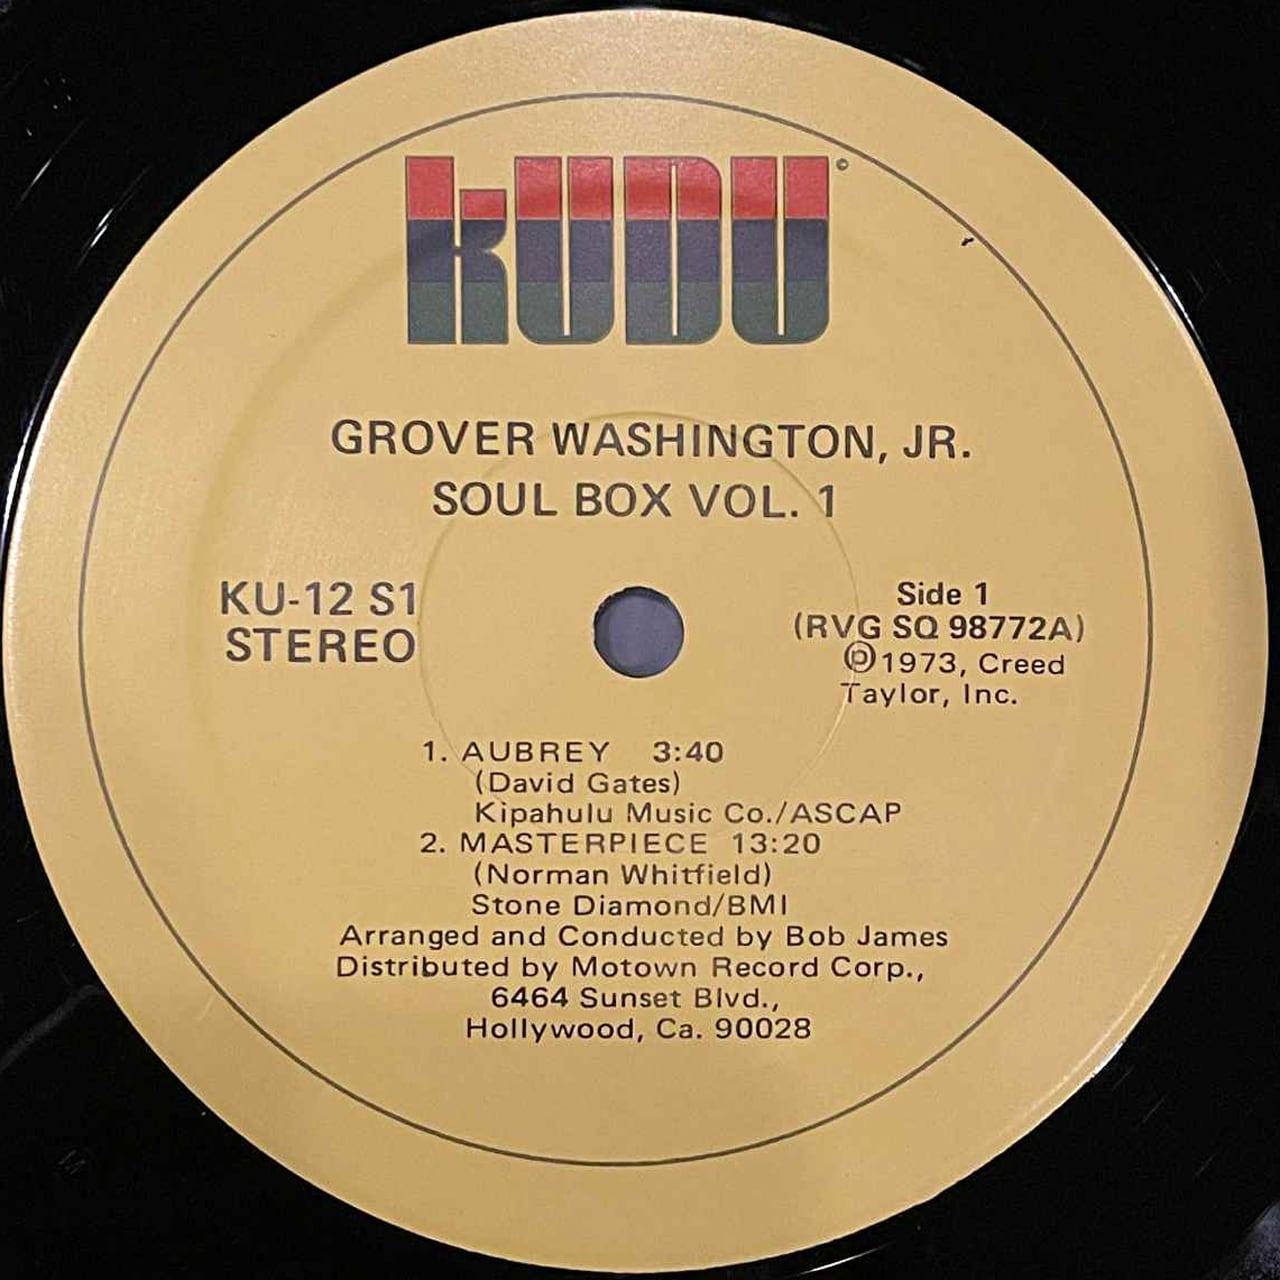 kUDU©
GROVER WASHINGTON, JR.
SOUL BOX VOL. 1
KU-12 S1
STEREO
Side 1
(RVG SQ 98772A)
℗1973, Creed
Taylor, Inc.
1. AUBREY 3:40
(David Gates)
Kipahulu Music Co./ASCAP
2. MASTERPIECE 13:20
(Norman Whitfield)
Stone Diamond/BMI
Arranged and Conducted by Bob James
Distributed by Motown Record Corp.,
6464 Sunset Blvd.,
Hollywood, Ca. 90028